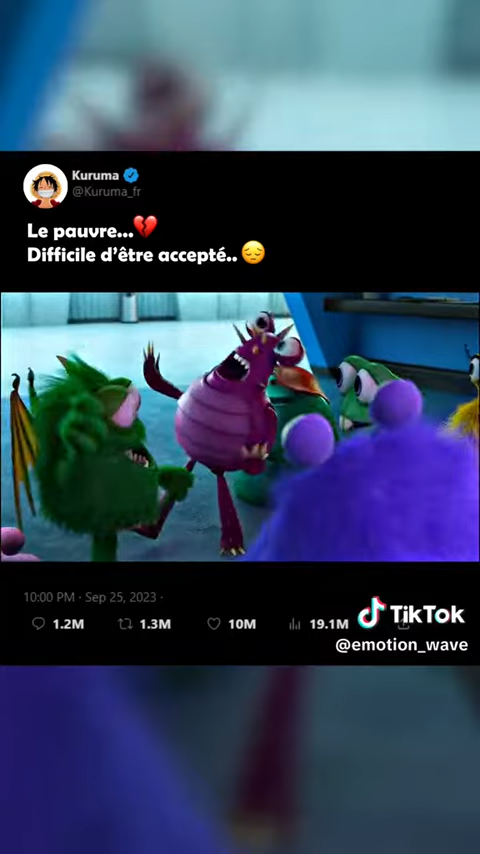 Kuruma
@Kuruma_fr
Le pauvre...💔
Difficile d'être accepté..😔
10:00 PM · Sep 25, 2023 ·
1.2M 1.3M 10M 19.1M
TikTok
@emotion_wave